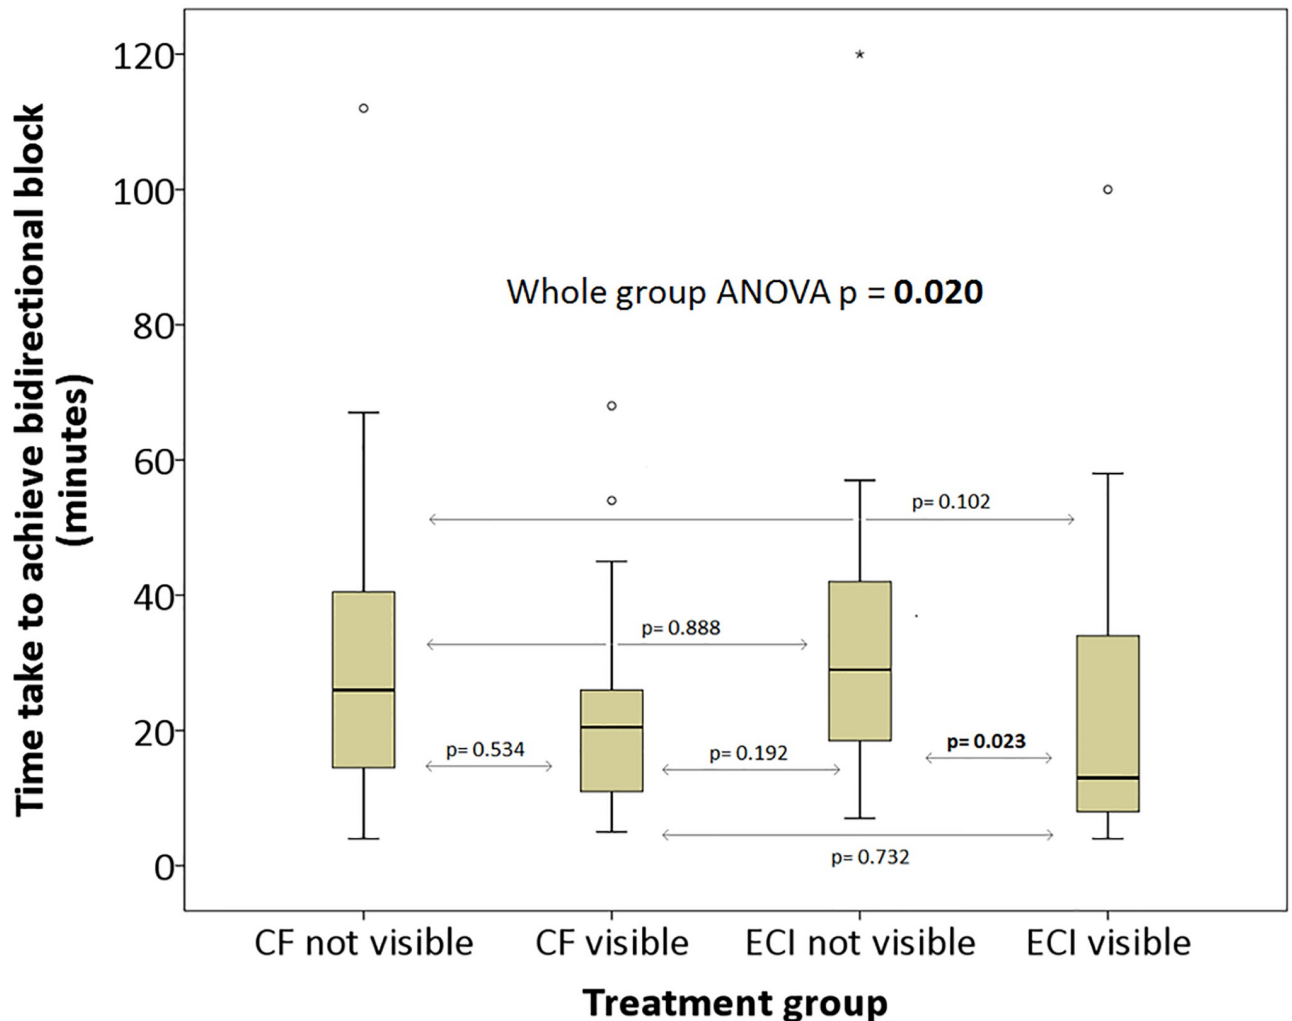 Time take to achieve bidirectional block
(minutes)
120
100
80
60
40
20
0
*
Whole group ANOVA p = 0.020
p= 0.102
p= 0.888
p= 0.534
p= 0.192
p= 0.023
p= 0.732
CF not visible
CF visible
ECI not visible
ECI visible
Treatment group